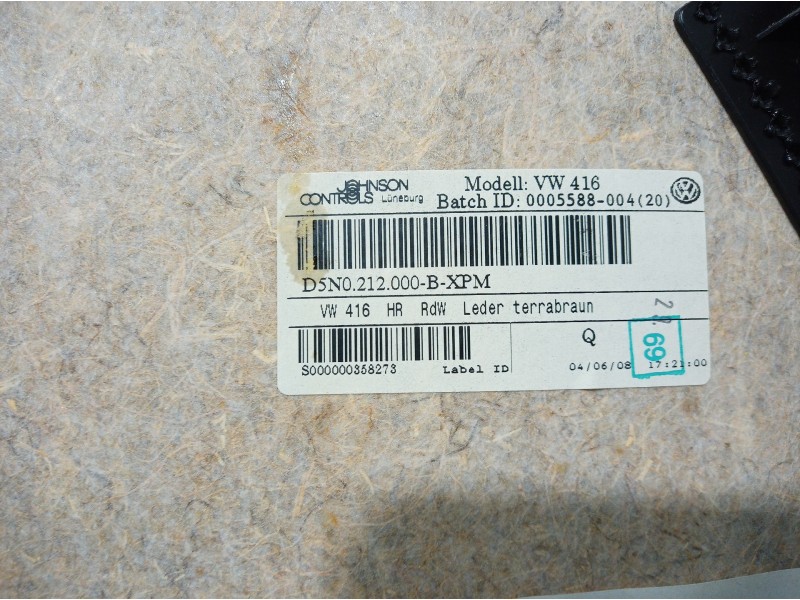 JOHNSON
CONTROLS Lüneburg
Modell: VW 416
Batch ID: 0005588-004(20)
D5N0.212.000-B-XPM
VW 416 HR RdW Leder terrabraun
S000000358273 Label ID
Q
04/06/08 17:21:00
69